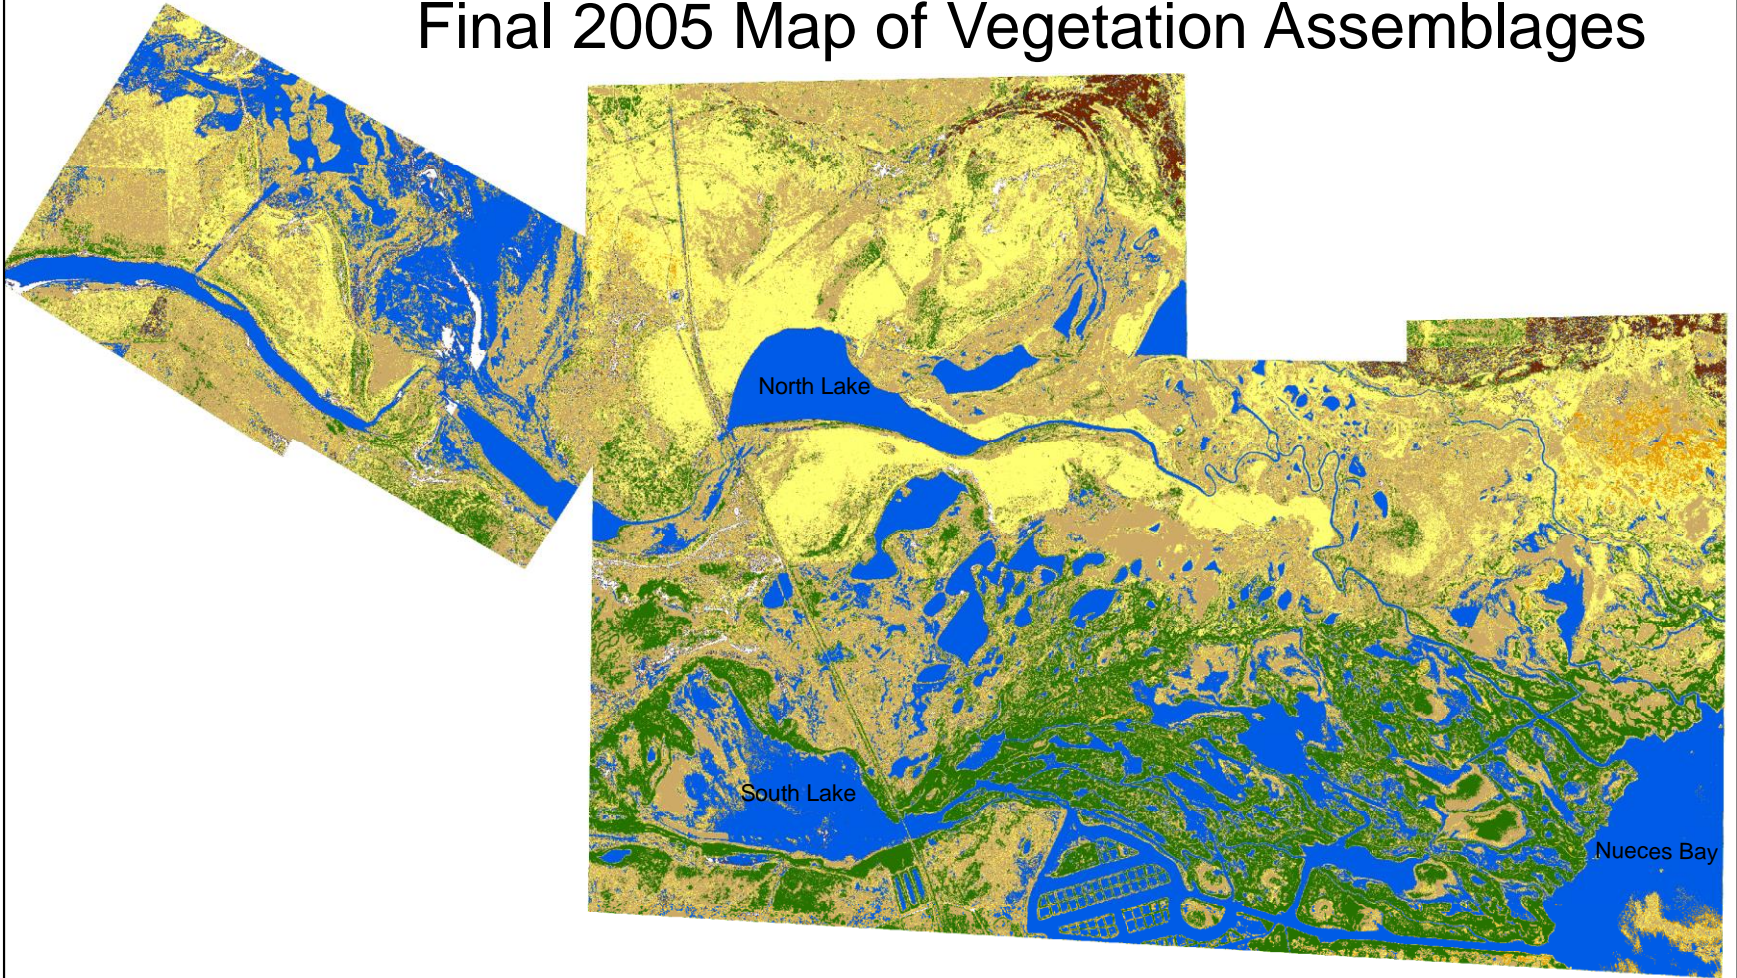 Final 2005 Map of Vegetation Assemblages
North Lake
South Lake
Nueces Bay